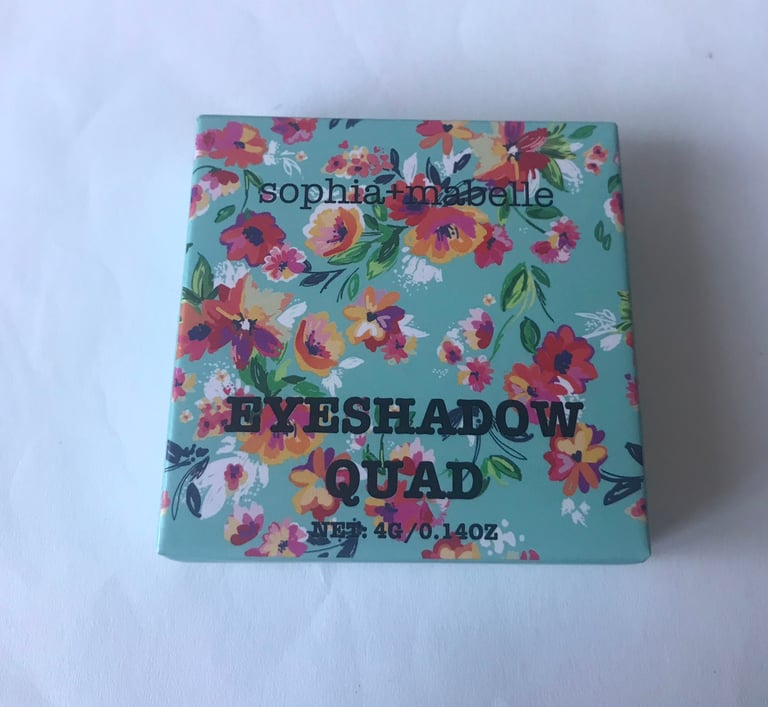 sophia+mabelle
EYESHADOW
QUAD
NET: 4G/0.14OZ